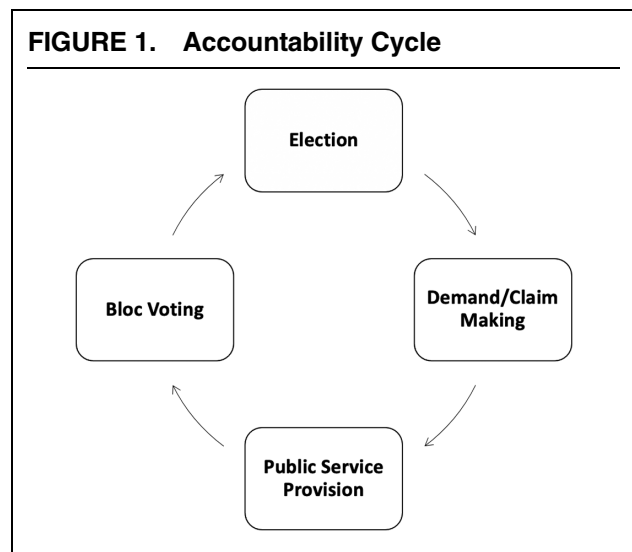 FIGURE 1. Accountability Cycle
Election
Bloc Voting
Demand/Claim
Making
Public Service
Provision